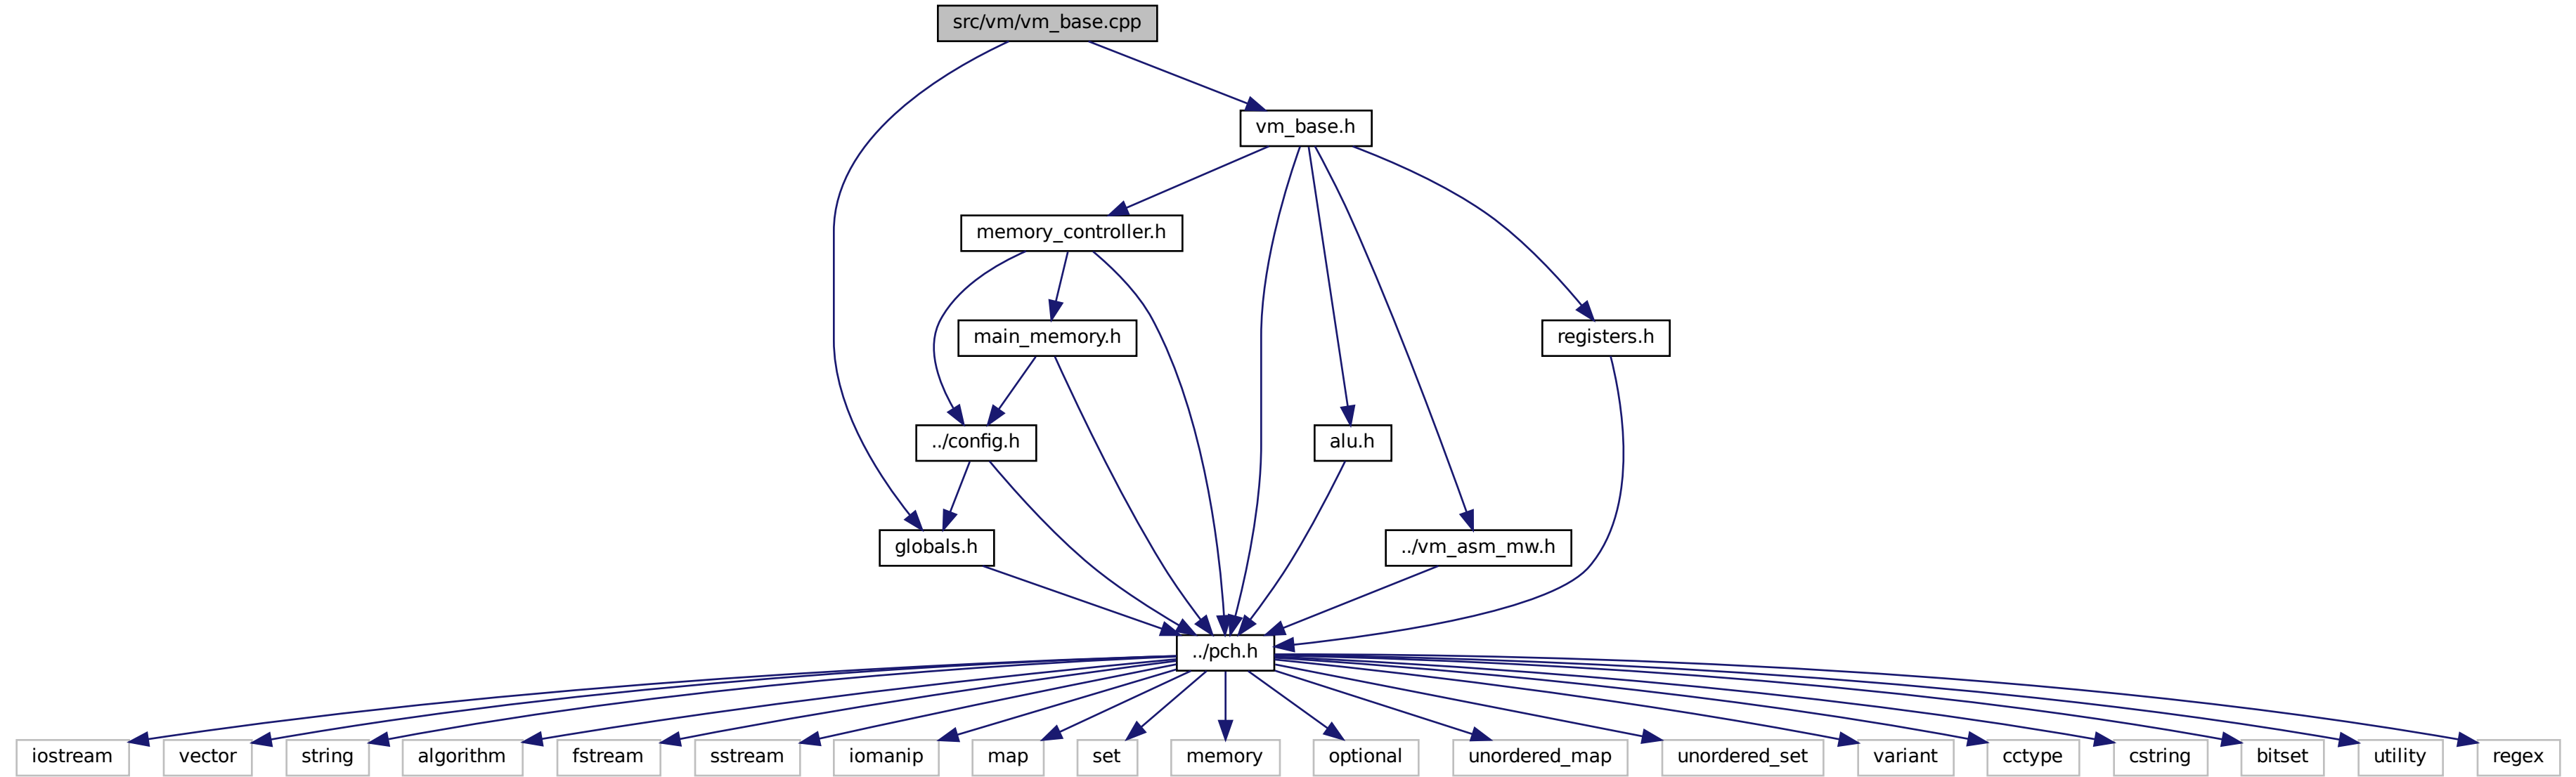 src/vm/vm_base.cpp
vm_base.h
memory_controller.h
main_memory.h
registers.h
../config.h
alu.h
globals.h
../vm_asm_mw.h
../pch.h
iostream
vector
string
algorithm
fstream
sstream
iomanip
map
set
memory
optional
unordered_map
unordered_set
variant
cctype
cstring
bitset
utility
regex